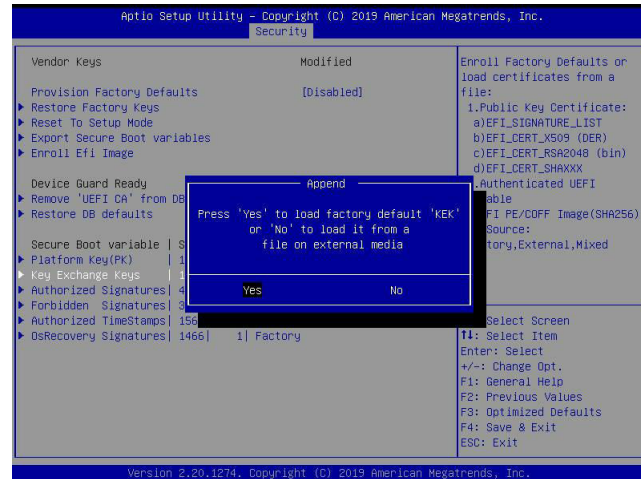 Aptio Setup Utility – Copyright (C) 2019 American Megatrends, Inc.
Security
Vendor Keys Modified
Provision Factory Defaults [Disabled]
Restore Factory Keys
Reset To Setup Mode
Export Secure Boot variables
Enroll Efi Image
Device Guard Ready
Remove 'UEFI CA' from DB
Restore DB defaults
Secure Boot variable | S
Platform Key(PK) | 1
Key Exchange Keys | 1
Authorized Signatures| 4
Forbidden Signatures| 3
Authorized TimeStamps| 156
OsRecovery Signatures| 1466| 1| Factory
Append
Press 'Yes' to load factory default 'KEK'
or 'No' to load it from a
file on external media
Yes No
Enroll Factory Defaults or
load certificates from a
file:
1.Public Key Certificate:
a)EFI_SIGNATURE_LIST
b)EFI_CERT_X509 (DER)
c)EFI_CERT_RSA2048 (bin)
d)EFI_CERT_SHAXXX
.Authenticated UEFI
able
FI PE/COFF Image(SHA256)
Source:
tory,External,Mixed
Select Screen
↑↓: Select Item
Enter: Select
+/-: Change Opt.
F1: General Help
F2: Previous Values
F3: Optimized Defaults
F4: Save & Exit
ESC: Exit
Version 2.20.1274. Copyright (C) 2019 American Megatrends, Inc.